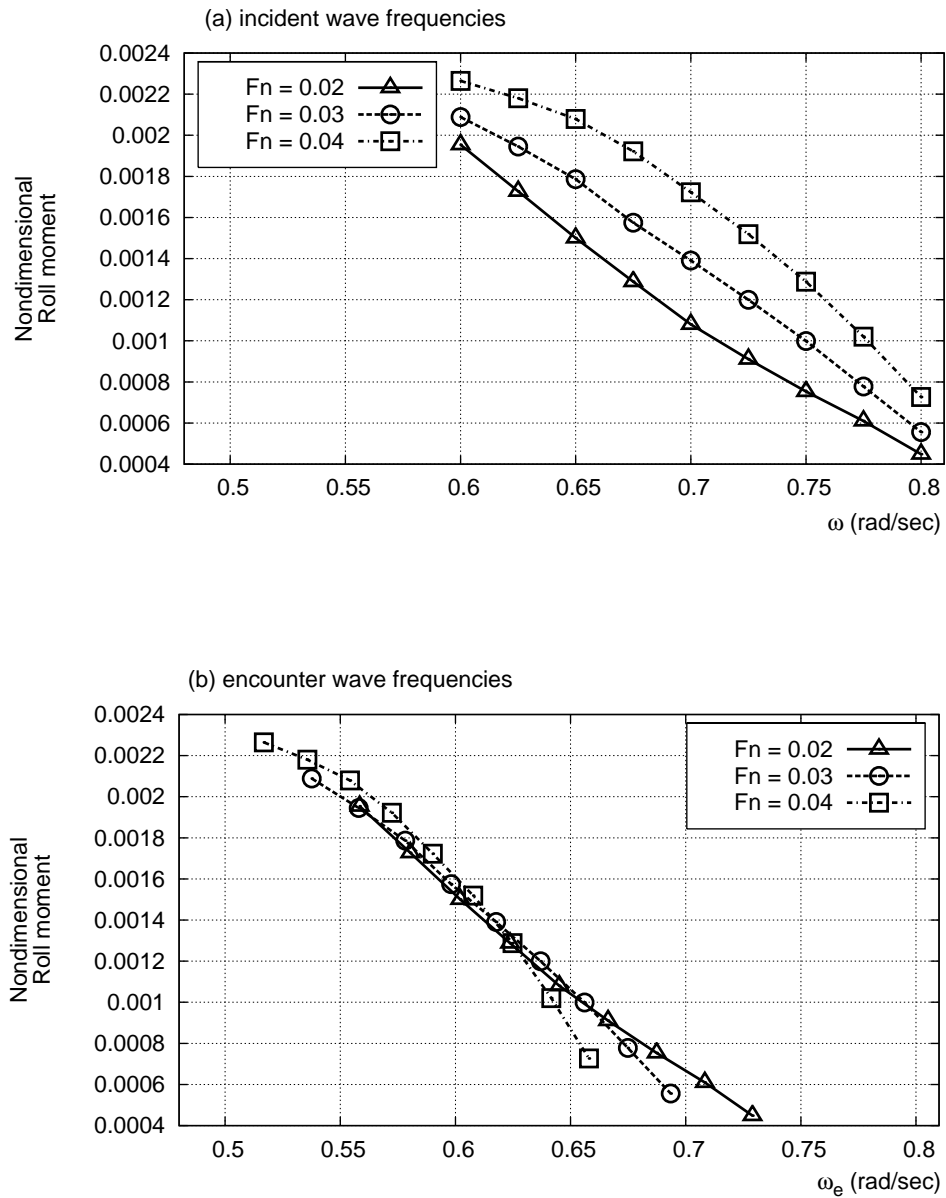 (a) incident wave frequencies
0.0024
0.0022
0.002
0.0018
0.0016
0.0014
0.0012
0.001
0.0008
0.0006
0.0004
Nondimensional
Roll moment
Fn = 0.02
Fn = 0.03
Fn = 0.04
0.5 0.55 0.6 0.65 0.7 0.75 0.8
ω (rad/sec)
(b) encounter wave frequencies
0.0024
0.0022
0.002
0.0018
0.0016
0.0014
0.0012
0.001
0.0008
0.0006
0.0004
Nondimensional
Roll moment
Fn = 0.02
Fn = 0.03
Fn = 0.04
0.5 0.55 0.6 0.65 0.7 0.75 0.8
ωe (rad/sec)